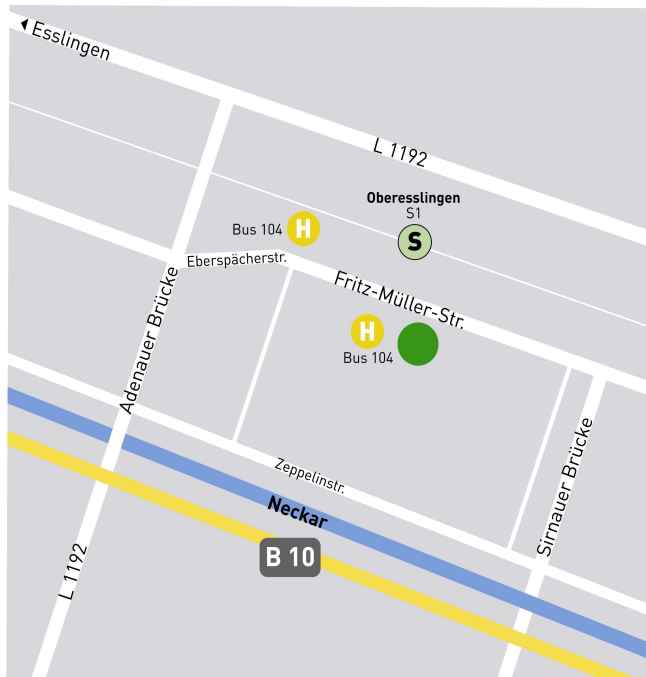 Esslingen
L 1192
Oberesslingen
S1
Bus 104
H
S
Eberspächerstr.
Fritz-Müller-Str.
H
Bus 104
Adenauer Brücke
Zeppelinstr.
Sirnauer Brücke
Neckar
B 10
L 1192